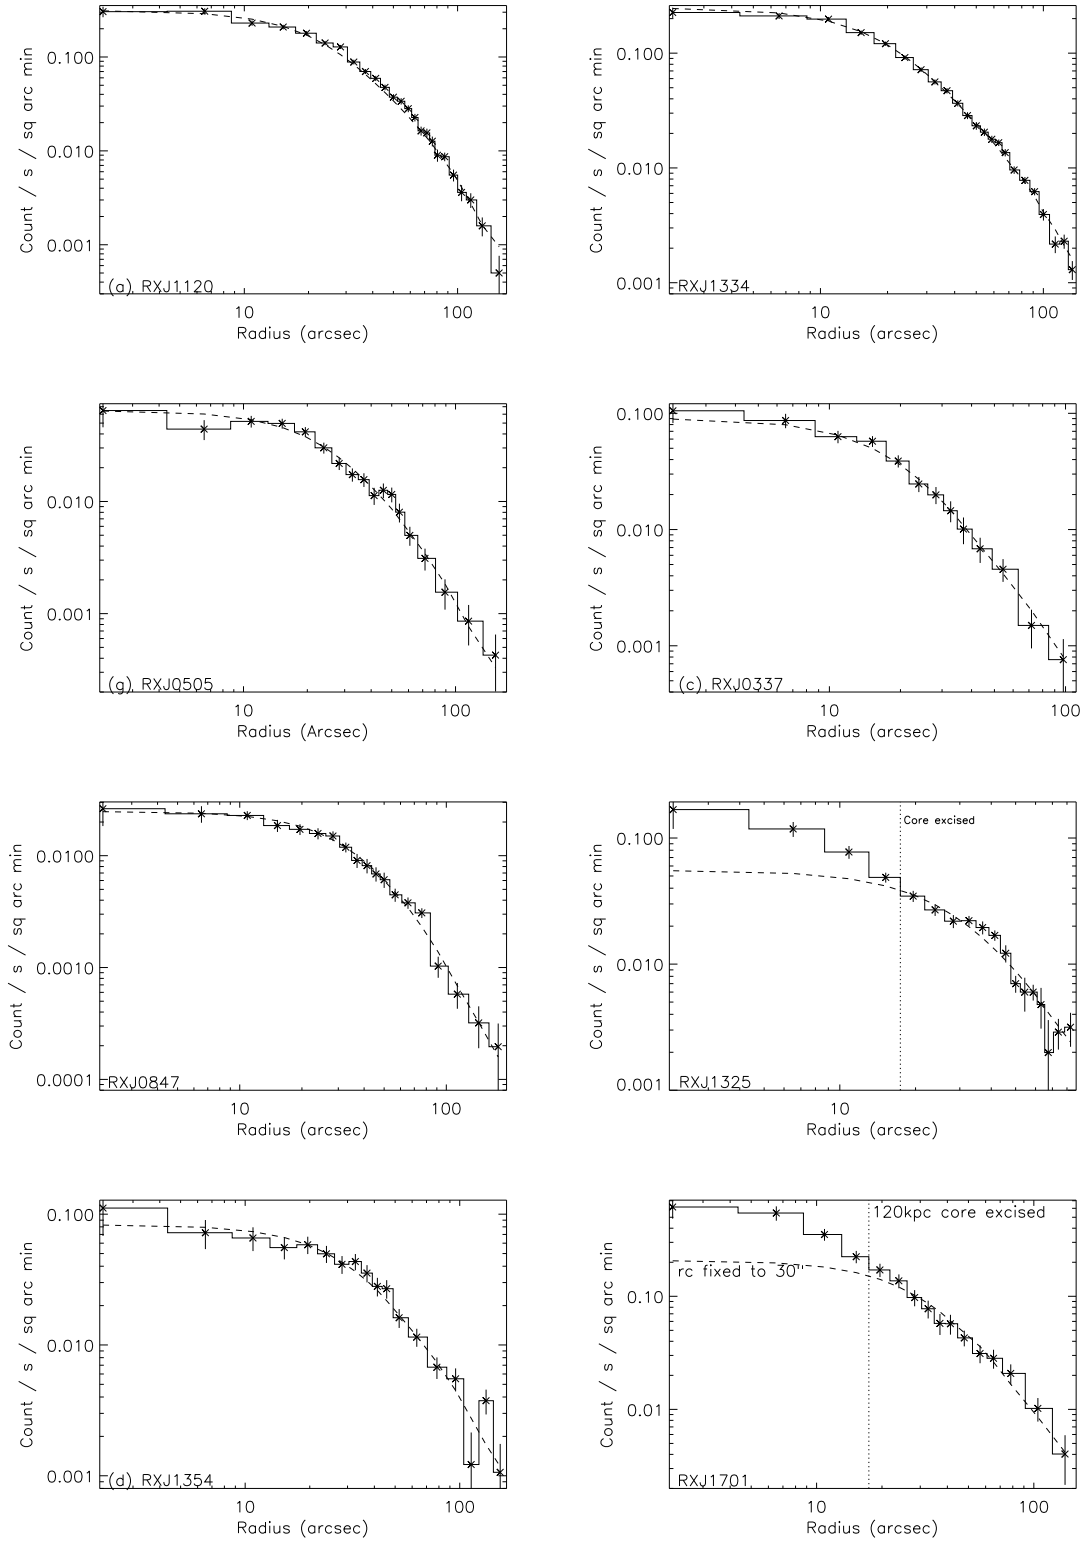 Count / s / sq arc min
0.100
0.010
0.001
(a) RXJ1120
10
100
Radius (arcsec)
Count / s / sq arc min
0.100
0.010
0.001
RXJ1334
10
100
Radius (arcsec)
Count / s / sq arc min
0.010
0.001
(g) RXJ0505
10
100
Radius (Arcsec)
Count / s / sq arc min
0.100
0.010
0.001
(c) RXJ0337
10
100
Radius (arcsec)
Count / s / sq arc min
0.0100
0.0010
0.0001
RXJ0847
10
100
Radius (arcsec)
Count / s / sq arc min
0.100
0.010
0.001
Core excised
RXJ1325
10
Radius (arcsec)
Count / s / sq arc min
0.100
0.010
0.001
(d) RXJ1354
10
100
Radius (arcsec)
Count / s / sq arc min
0.10
0.01
120kpc core excised
rc fixed to 30"
RXJ1701
10
100
Radius (arcsec)